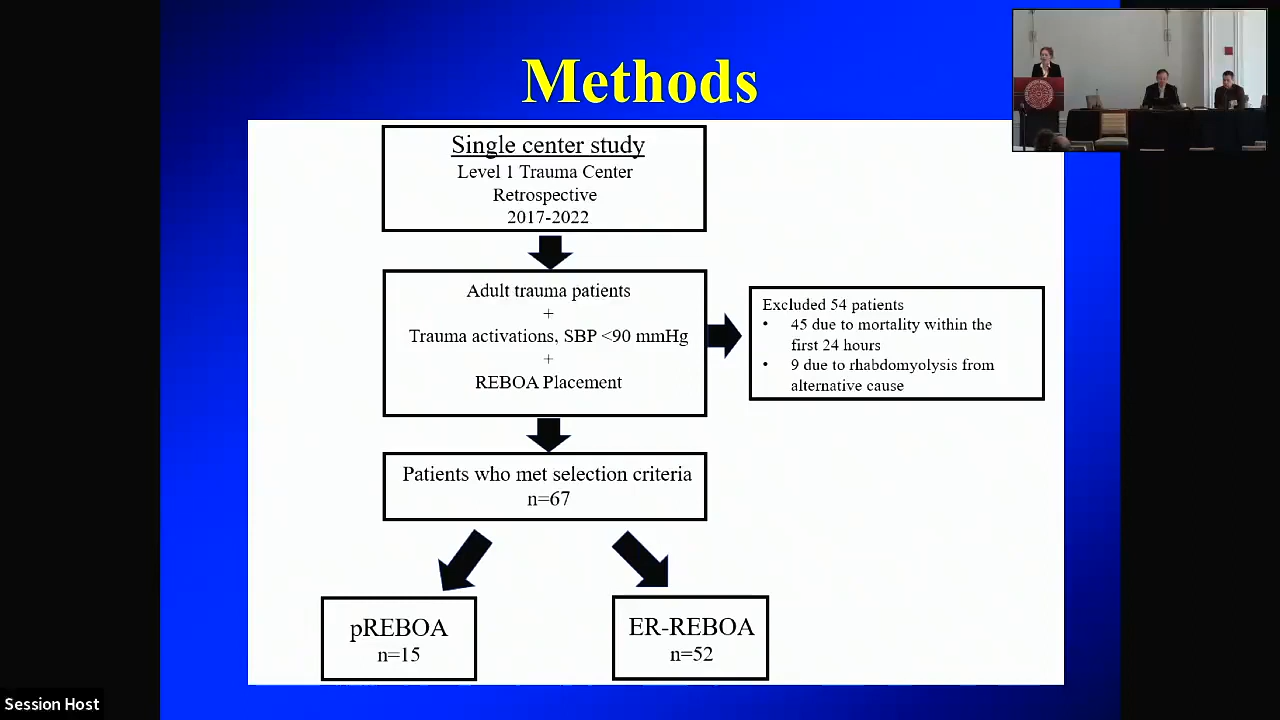 Methods
Single center study
Level 1 Trauma Center
Retrospective
2017-2022
Adult trauma patients
+
Trauma activations, SBP <90 mmHg
+
REBOA Placement
Excluded 54 patients
• 45 due to mortality within the
first 24 hours
• 9 due to rhabdomyolysis from
alternative cause
Patients who met selection criteria
n=67
pREBOA
n=15
ER-REBOA
n=52
Session Host